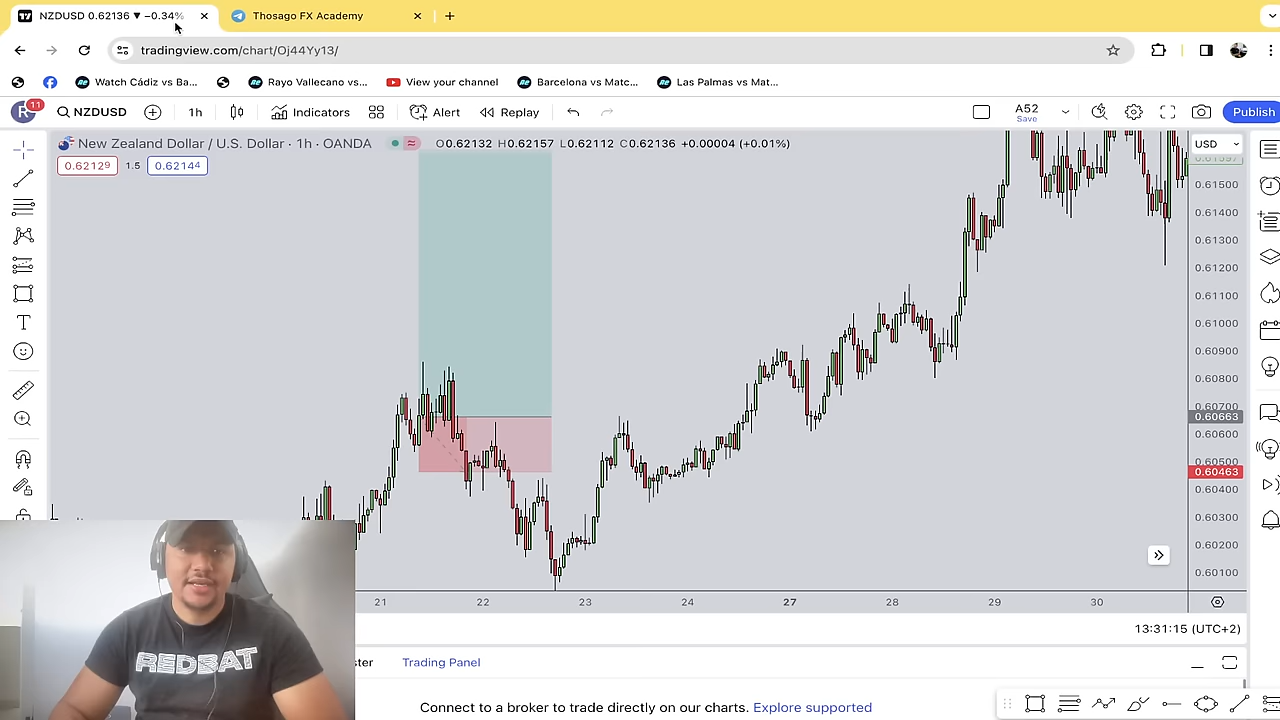 NZDUSD 0.62136 ▼ −0.34%
Thosago FX Academy
tradingview.com/chart/Oj44Yy13/
Watch Cádiz vs Ba...
Rayo Vallecano vs...
View your channel
Barcelona vs Matc...
Las Palmas vs Mat...
R
11
NZDUSD
1h
Indicators
Alert
Replay
A52
Save
Publish
New Zealand Dollar / U.S. Dollar · 1h · OANDA
O0.62132 H0.62157 L0.62112 C0.62136 +0.00004 (+0.01%)
USD
0.62129
1.5
0.62144
0.61500
0.61400
0.61300
0.61200
0.61100
0.61000
0.60900
0.60800
0.60700
0.60663
0.60600
0.60500
0.60463
0.60400
0.60300
0.60200
0.60100
21
22
23
24
27
28
29
30
13:31:15 (UTC+2)
ster
Trading Panel
Connect to a broker to trade directly on our charts. Explore supported
REDBAT